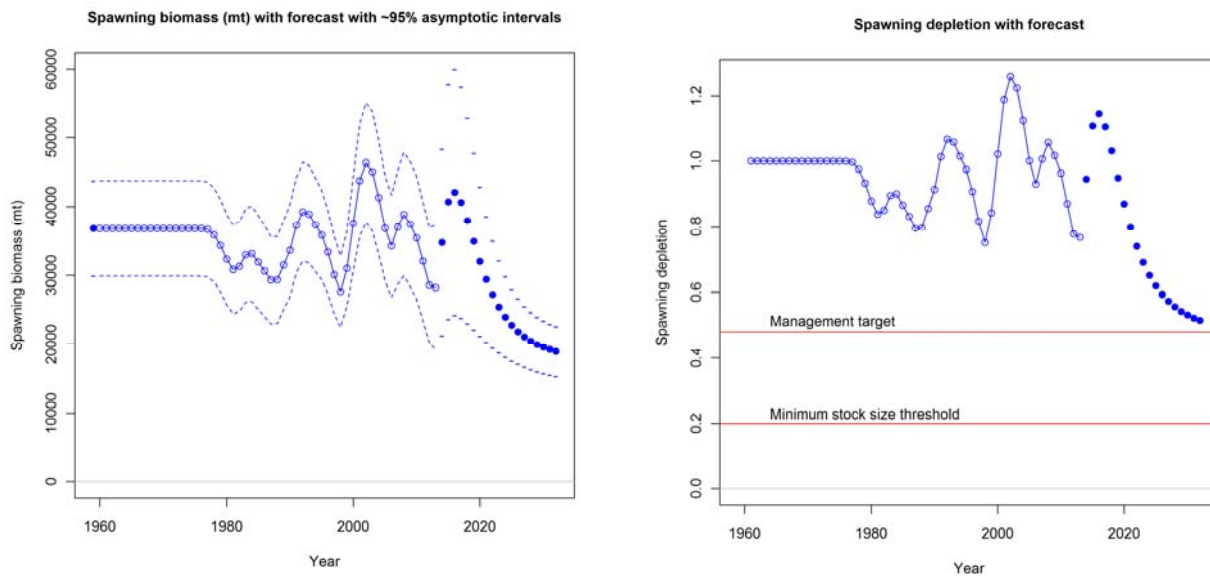 Spawning biomass (mt) with forecast with ~95% asymptotic intervals
Spawning biomass (mt)
60000
50000
40000
30000
20000
10000
0
1960
1980
2000
2020
Year
Spawning depletion with forecast
Spawning depletion
1.2
1.0
0.8
0.6
0.4
0.2
0.0
Management target
Minimum stock size threshold
1960
1980
2000
2020
Year